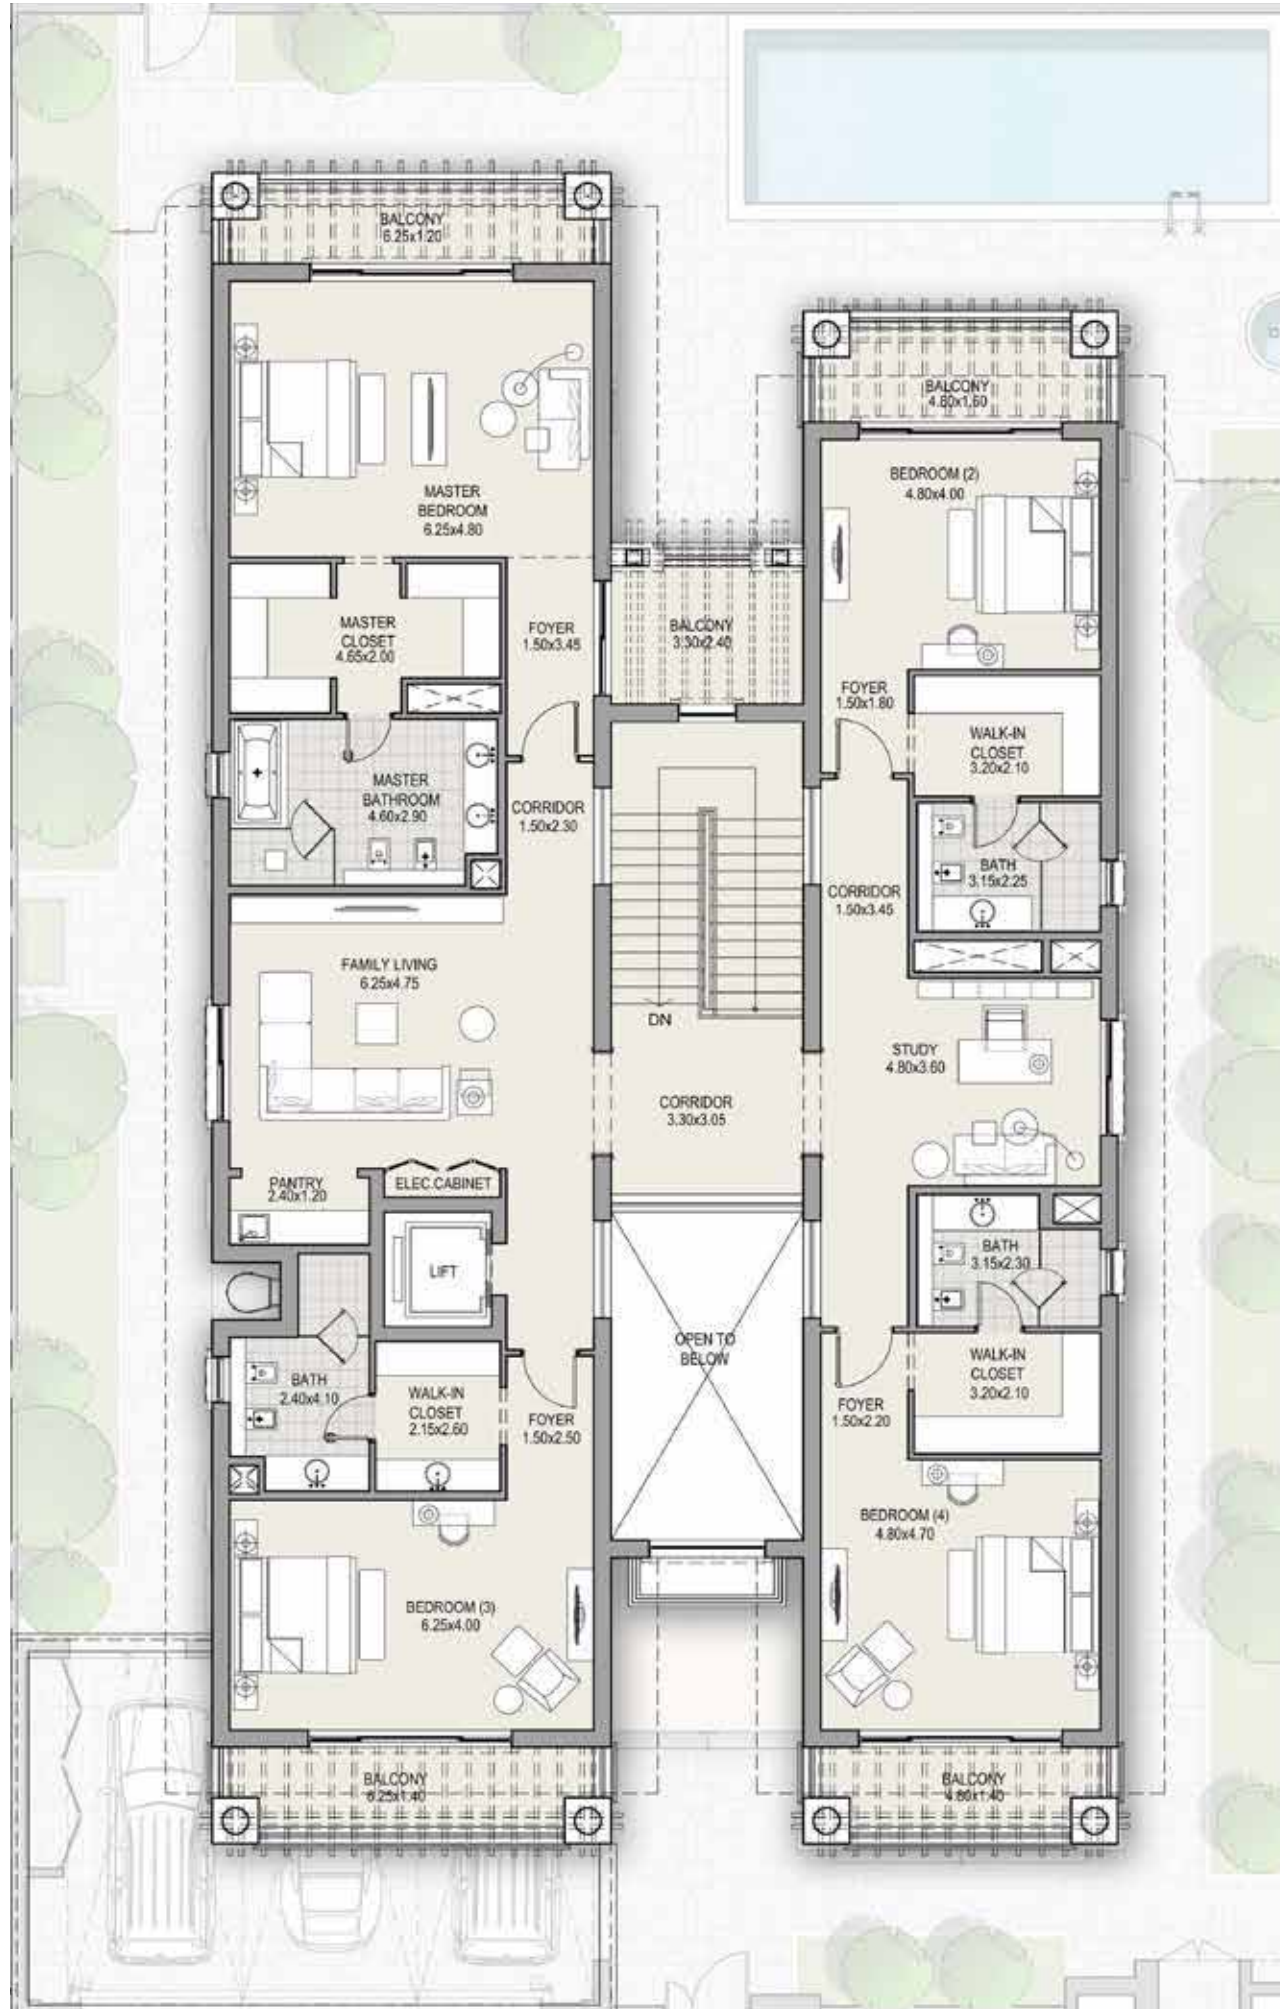 BALCONY
6.25x1.20
BALCONY
4.80x1.60
MASTER
BEDROOM
6.25x4.80
BEDROOM (2)
4.80x4.00
MASTER
CLOSET
4.65x2.00
FOYER
1.50x3.45
BALCONY
3.30x2.40
FOYER
1.50x1.80
WALK-IN
CLOSET
3.20x2.10
MASTER
BATHROOM
4.60x2.90
CORRIDOR
1.50x2.30
BATH
3.15x2.25
CORRIDOR
1.50x3.45
FAMILY LIVING
6.25x4.75
DN
STUDY
4.80x3.60
CORRIDOR
3.30x3.05
PANTRY
2.40x1.20
ELEC.CABINET
LIFT
BATH
3.15x2.30
OPEN TO
BELOW
WALK-IN
CLOSET
3.20x2.10
BATH
2.40x4.10
WALK-IN
CLOSET
2.15x2.60
FOYER
1.50x2.50
FOYER
1.50x2.20
BEDROOM (3)
6.25x4.00
BEDROOM (4)
4.80x4.70
BALCONY
6.25x1.40
BALCONY
4.80x1.40